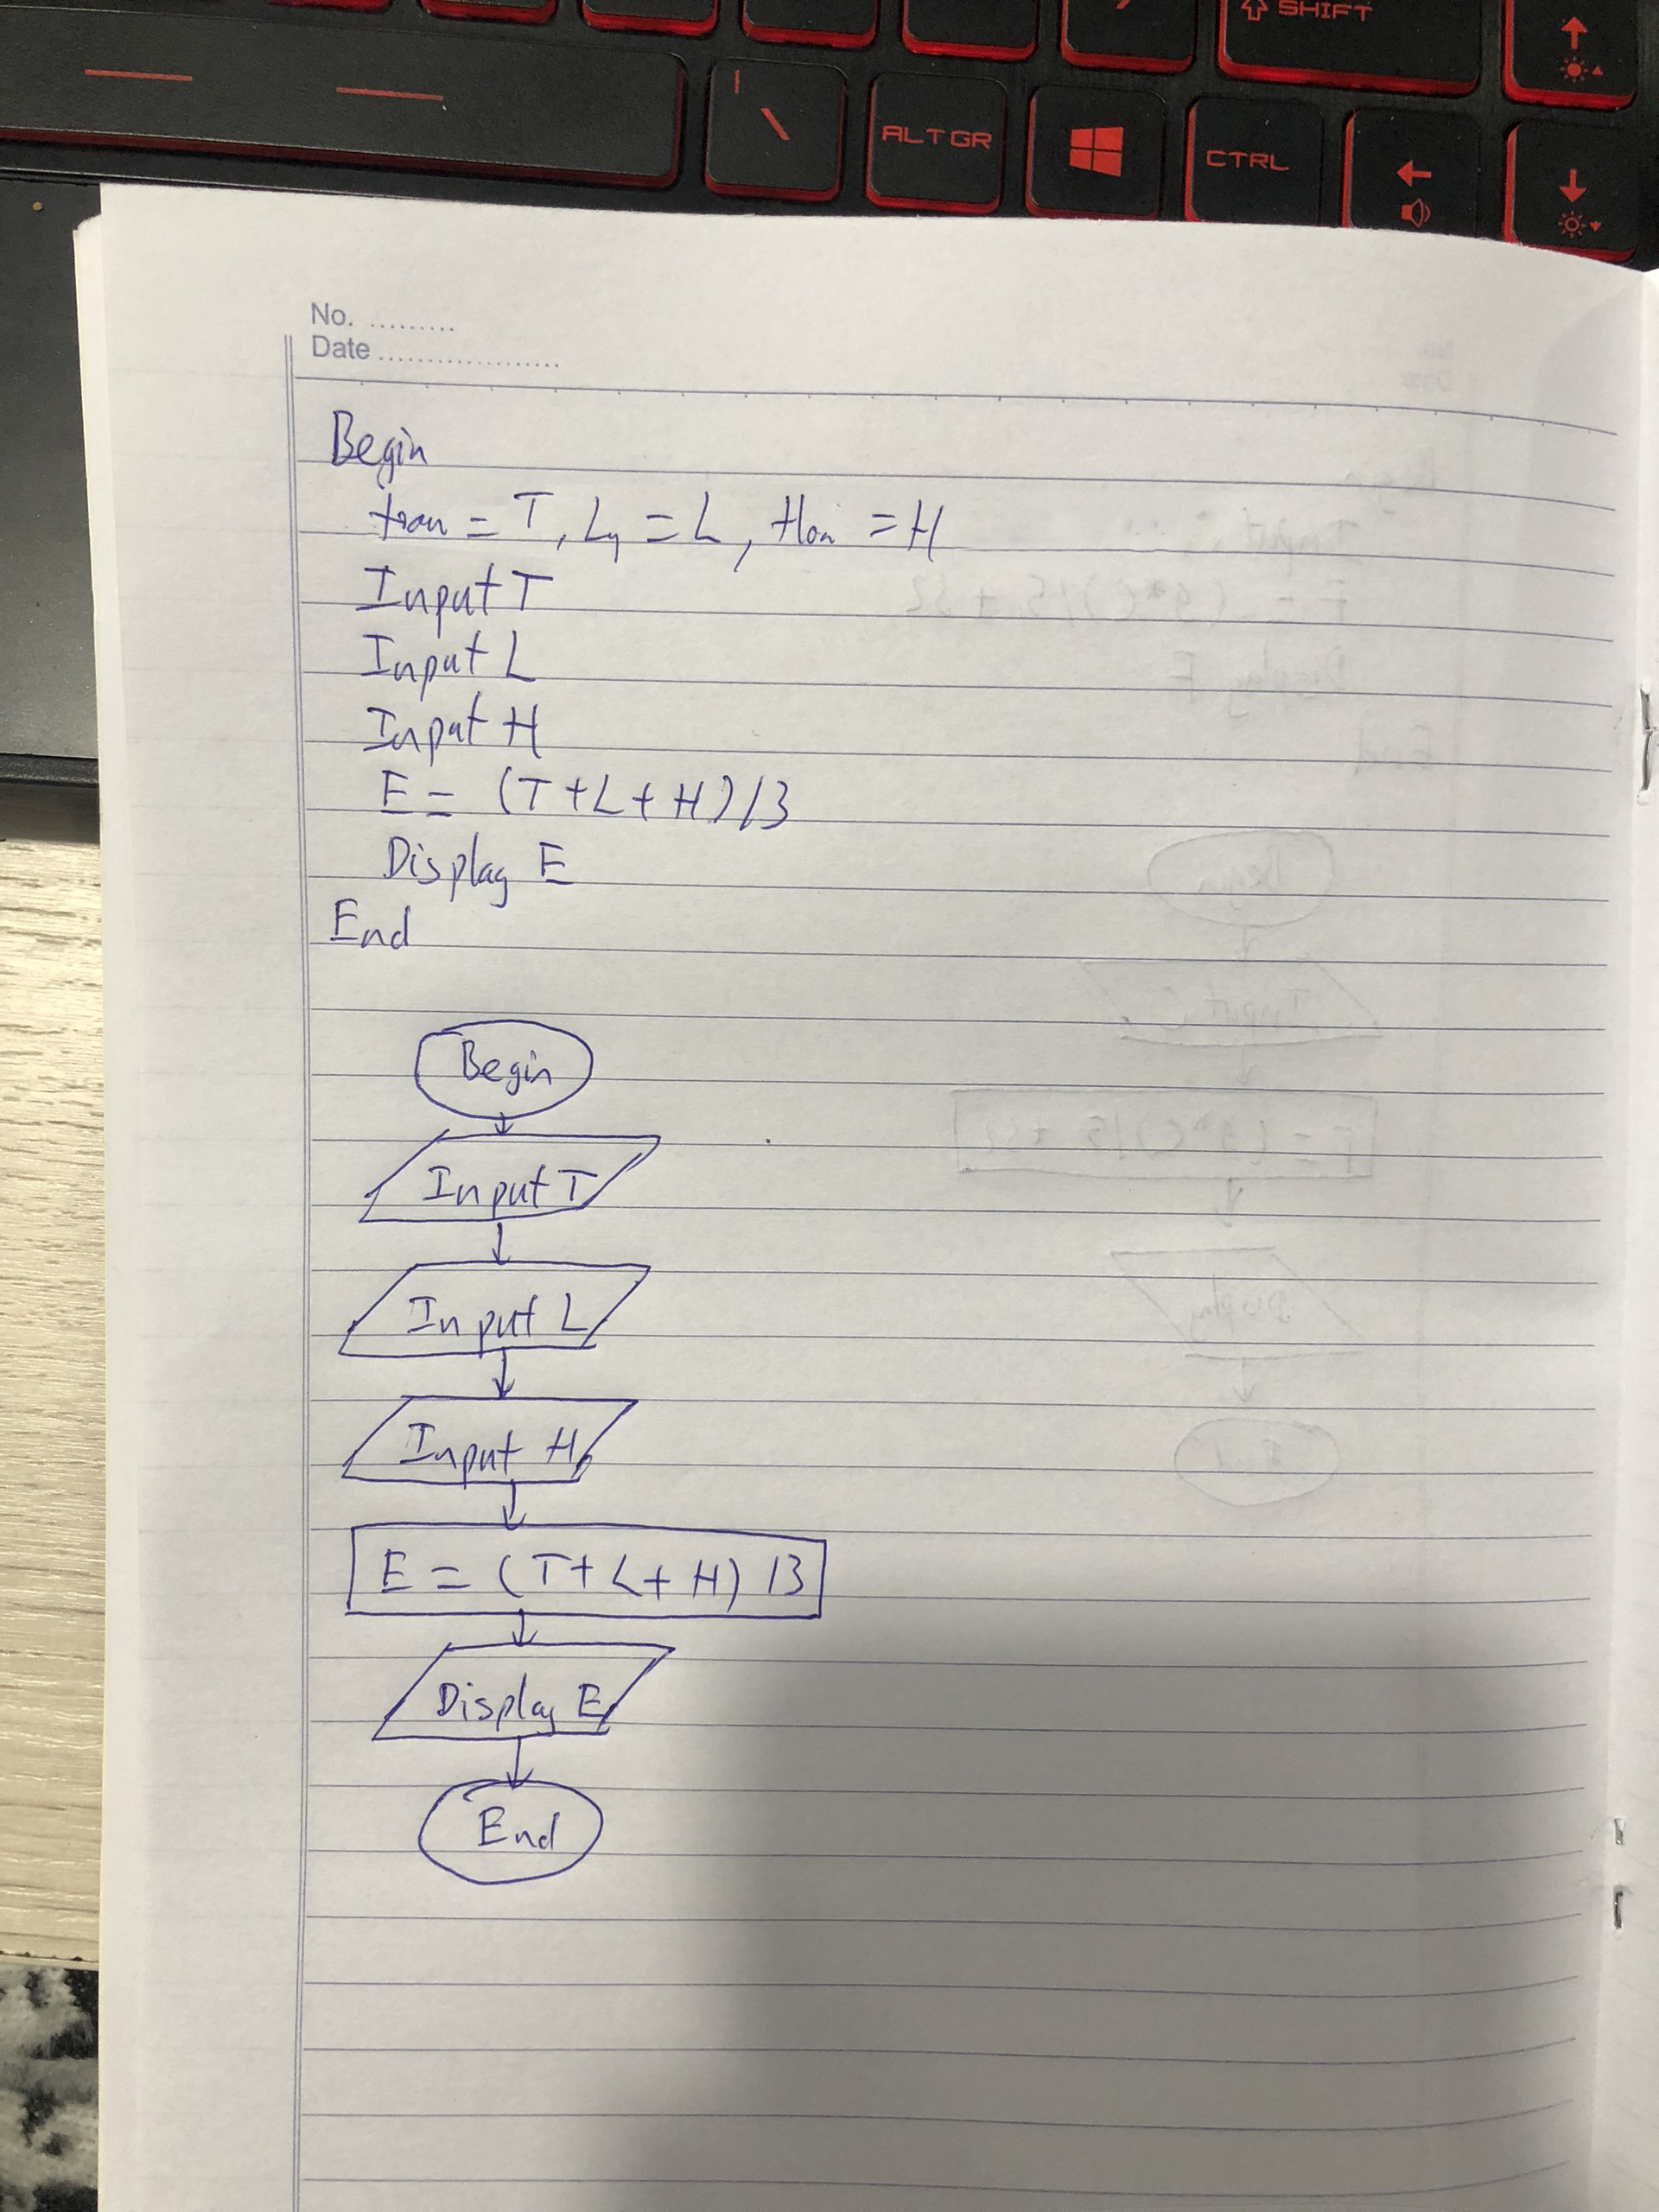 SHIFT
ALT GR
CTRL
No. .........
Date ...................
Begin
toan = T, Ly = L, Hoa = H
Input T
Input L
Input H
E = (T+L+H)/3
Display E
End
Begin
Input T
Input L
Input H
E = (T+L+H)/3
Display E
End